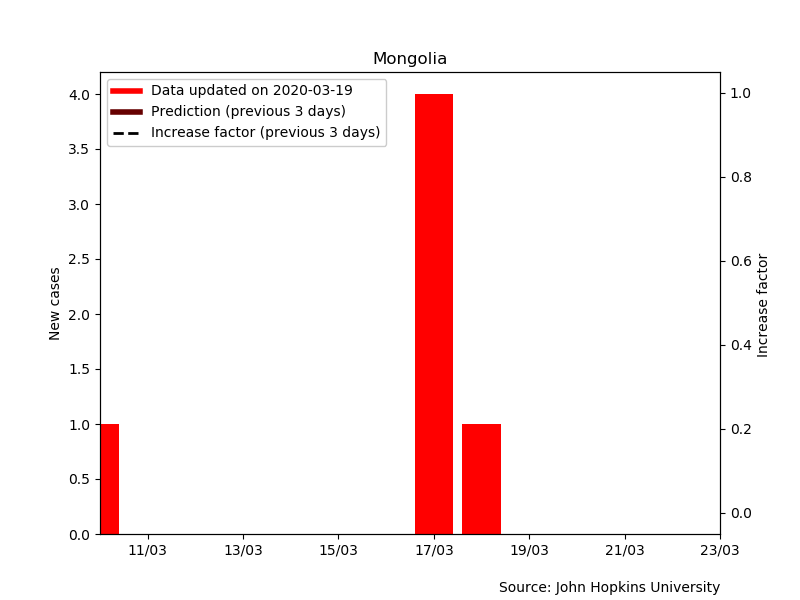 Mongolia
Data updated on 2020-03-19
Prediction (previous 3 days)
Increase factor (previous 3 days)
New cases
4.0
3.5
3.0
2.5
2.0
1.5
1.0
0.5
0.0
1.0
0.8
0.6
0.4
0.2
0.0
Increase factor
11/03 13/03 15/03 17/03 19/03 21/03 23/03
Source: John Hopkins University